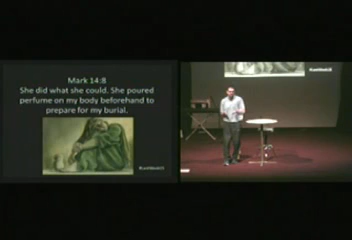 Mark 14:8
She did what she could. She poured
perfume on my body beforehand to
prepare for my burial.